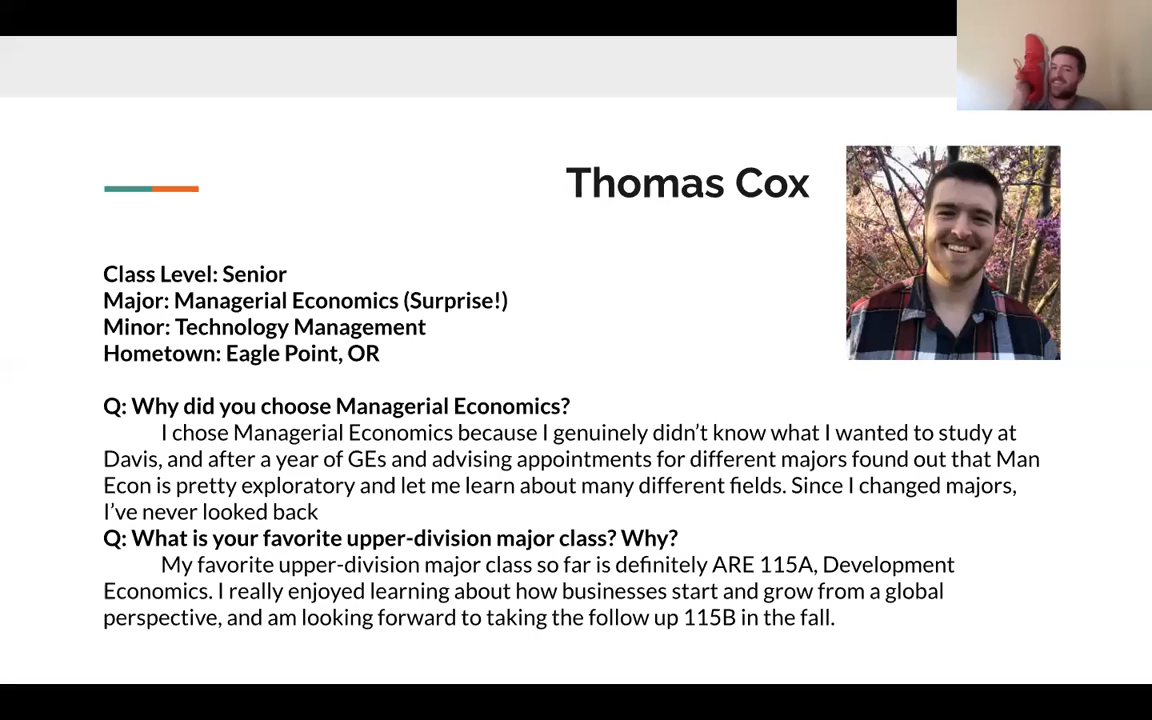 Thomas Cox
Class Level: Senior
Major: Managerial Economics (Surprise!)
Minor: Technology Management
Hometown: Eagle Point, OR
Q: Why did you choose Managerial Economics?
I chose Managerial Economics because I genuinely didn’t know what I wanted to study at
Davis, and after a year of GEs and advising appointments for different majors found out that Man
Econ is pretty exploratory and let me learn about many different fields. Since I changed majors,
I’ve never looked back
Q: What is your favorite upper-division major class? Why?
My favorite upper-division major class so far is definitely ARE 115A, Development
Economics. I really enjoyed learning about how businesses start and grow from a global
perspective, and am looking forward to taking the follow up 115B in the fall.